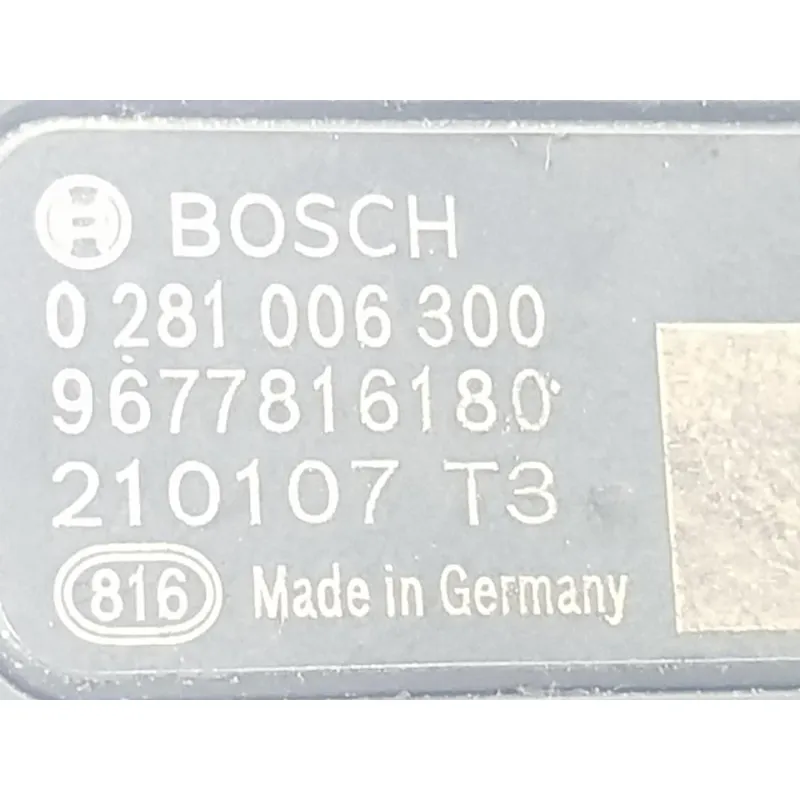 BOSCH
0 281 006 300
9677816180
210107 T3
816 Made in Germany